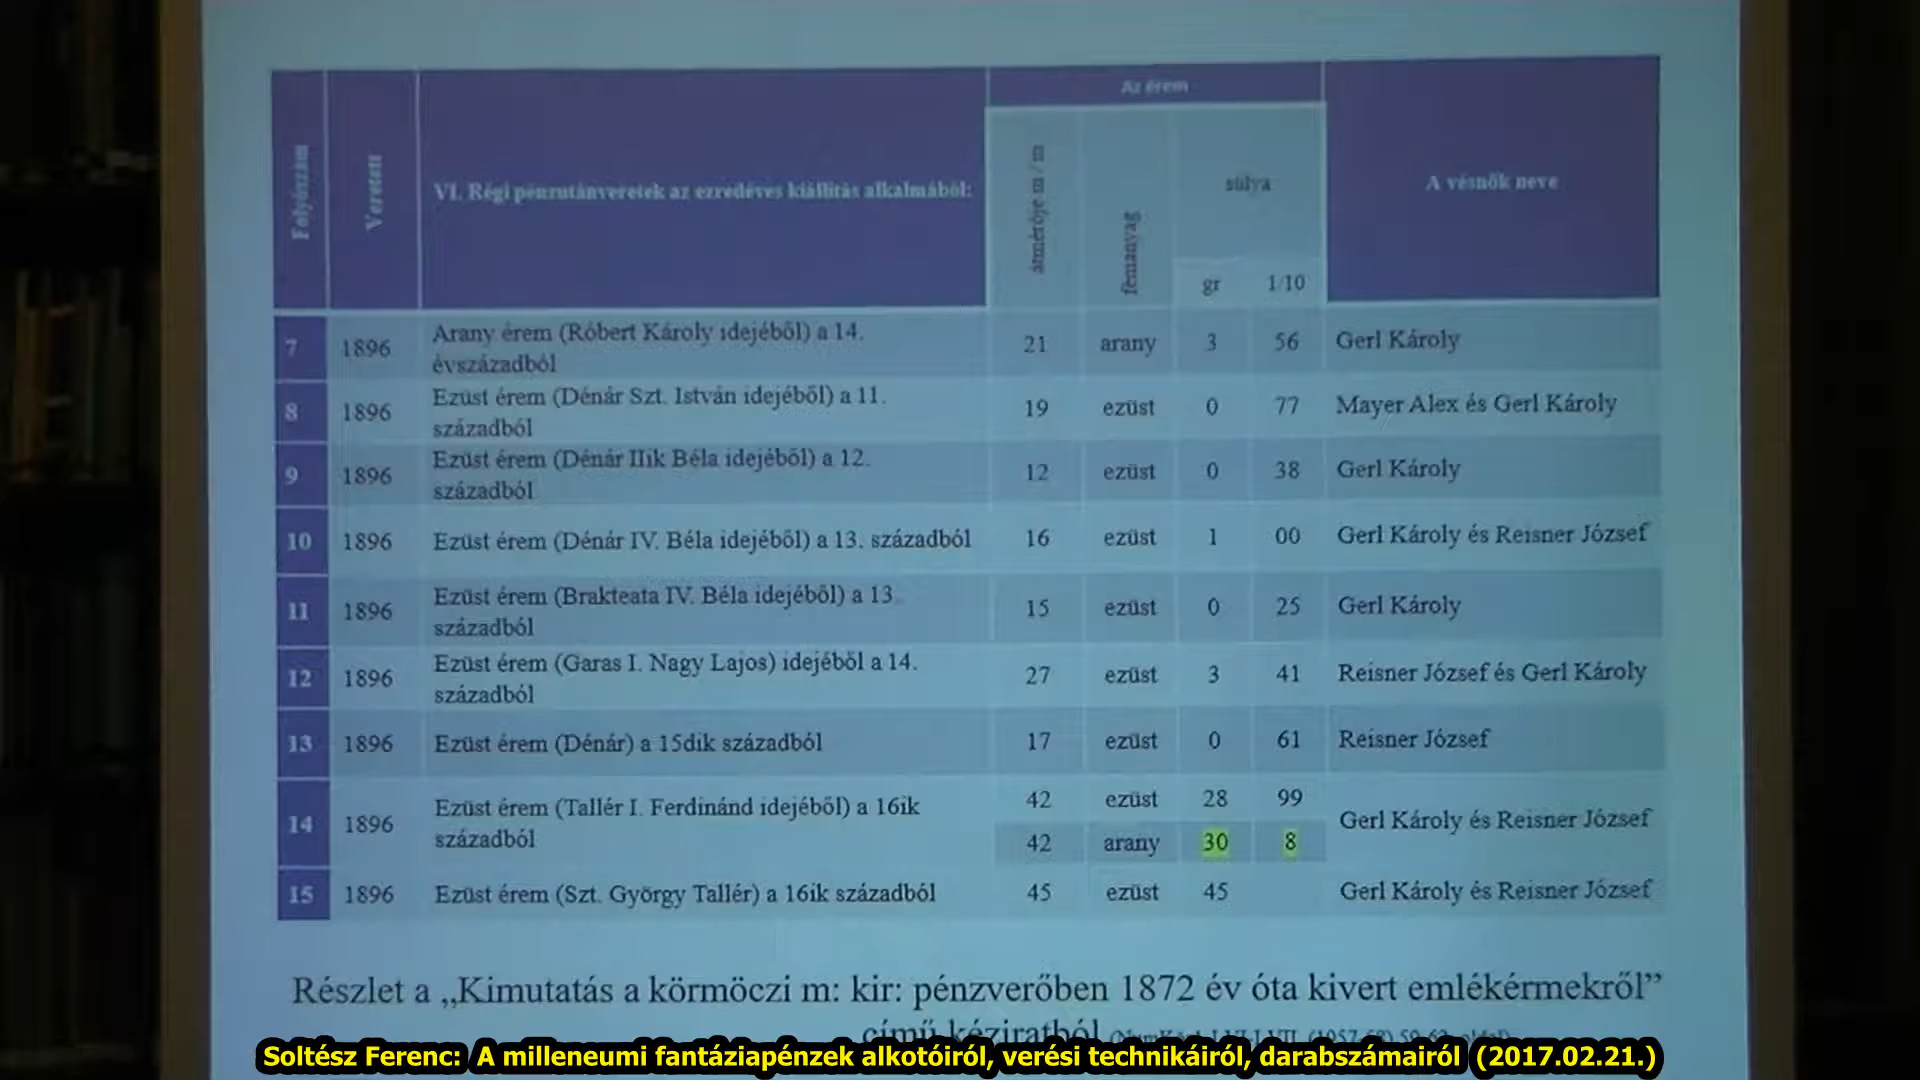 Az érem
Folyószám
Veretett
VI. Régi pénzutánveretek az ezredéves kiállítás alkalmából:
átmérője m / m
fémanyag
súlya
A vésnök neve
gr 1/10
7 1896 Arany érem (Róbert Károly idejéből) a 14. évszázadból 21 arany 3 56 Gerl Károly
8 1896 Ezüst érem (Dénár Szt. István idejéből) a 11. századból 19 ezüst 0 77 Mayer Alex és Gerl Károly
9 1896 Ezüst érem (Dénár IIik Béla idejéből) a 12. századból 12 ezüst 0 38 Gerl Károly
10 1896 Ezüst érem (Dénár IV. Béla idejéből) a 13. századból 16 ezüst 1 00 Gerl Károly és Reisner József
11 1896 Ezüst érem (Brakteata IV. Béla idejéből) a 13. századból 15 ezüst 0 25 Gerl Károly
12 1896 Ezüst érem (Garas I. Nagy Lajos) idejéből a 14. századból 27 ezüst 3 41 Reisner József és Gerl Károly
13 1896 Ezüst érem (Dénár) a 15dik századból 17 ezüst 0 61 Reisner József
14 1896 Ezüst érem (Tallér I. Ferdinánd idejéből) a 16ik századból 42 ezüst 28 99 Gerl Károly és Reisner József
42 arany 30 8
15 1896 Ezüst érem (Szt. György Tallér) a 16ik századból 45 ezüst 45 Gerl Károly és Reisner József
Részlet a „Kimutatás a körmöczi m: kir: pénzverőben 1872 év óta kivert emlékérmekről”
című kéziratból
Soltész Ferenc: A milleneumi fantáziapénzek alkotóiról, verési technikáiról, darabszámairól (2017.02.21.)